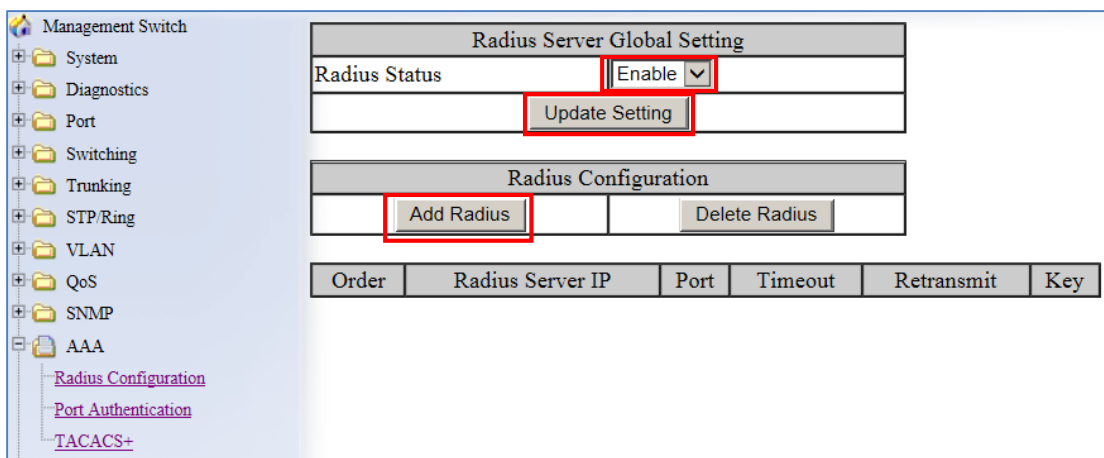 Management Switch
System
Diagnostics
Port
Switching
Trunking
STP/Ring
VLAN
QoS
SNMP
AAA
Radius Configuration
Port Authentication
TACACS+
Radius Server Global Setting
Radius Status Enable
Update Setting
Radius Configuration
Add Radius Delete Radius
Order Radius Server IP Port Timeout Retransmit Key